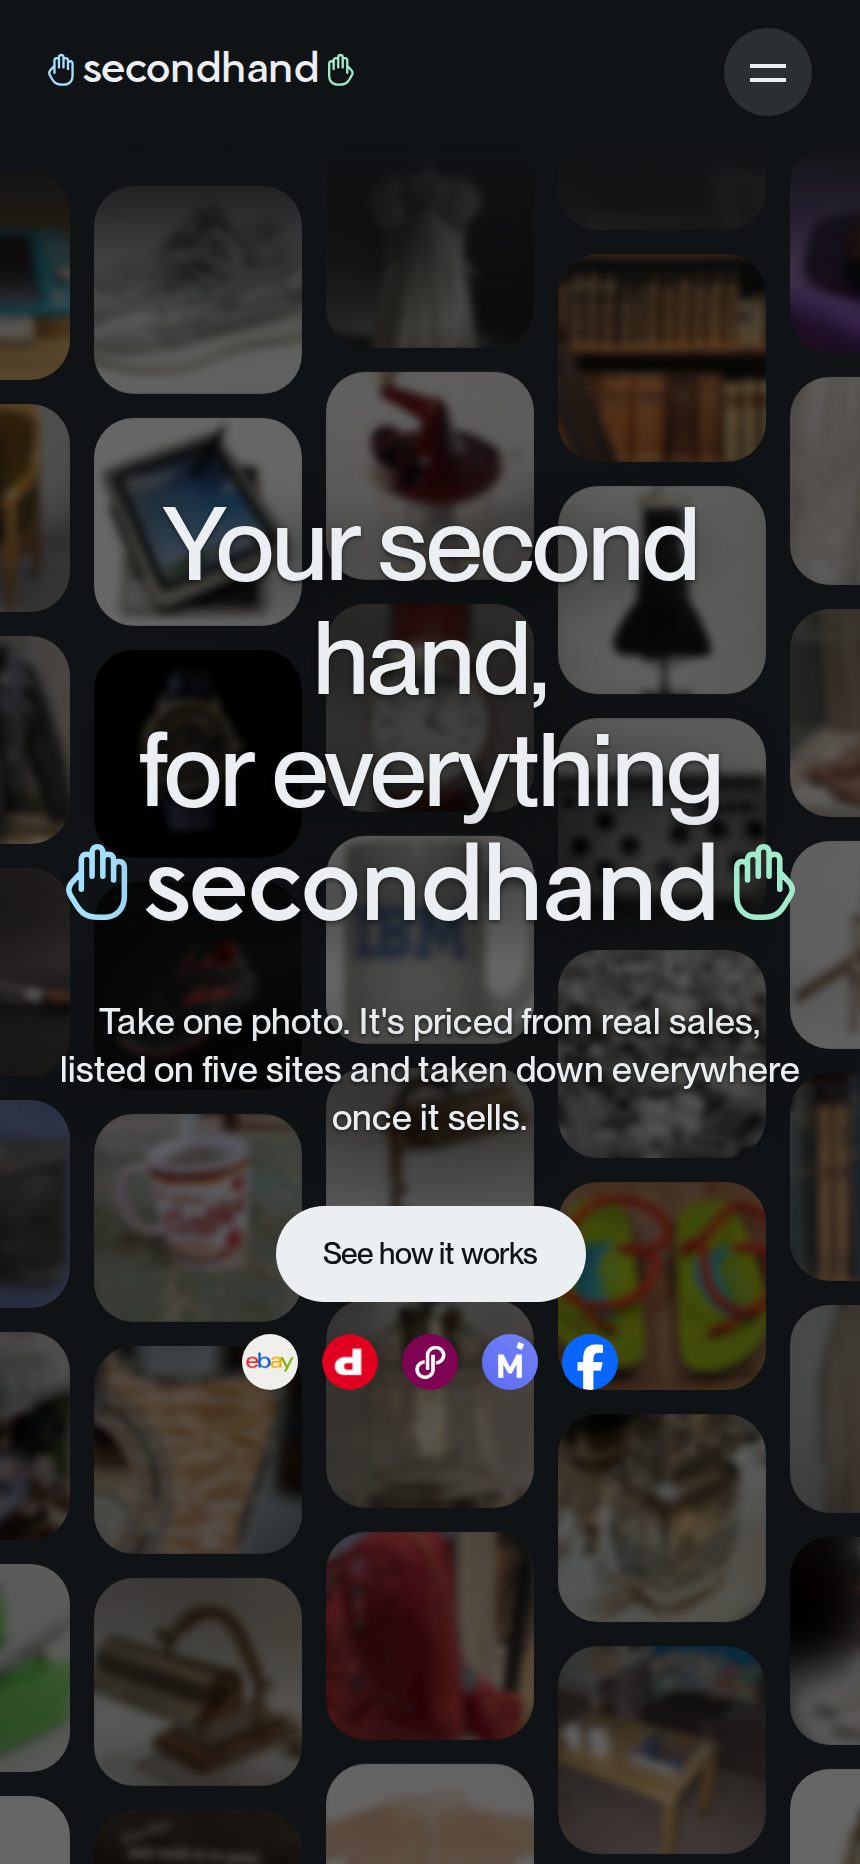 secondhand
Your second
hand,
for everything
secondhand
IBM
Take one photo. It's priced from real sales,
listed on five sites and taken down everywhere
once it sells.
See how it works
ebay